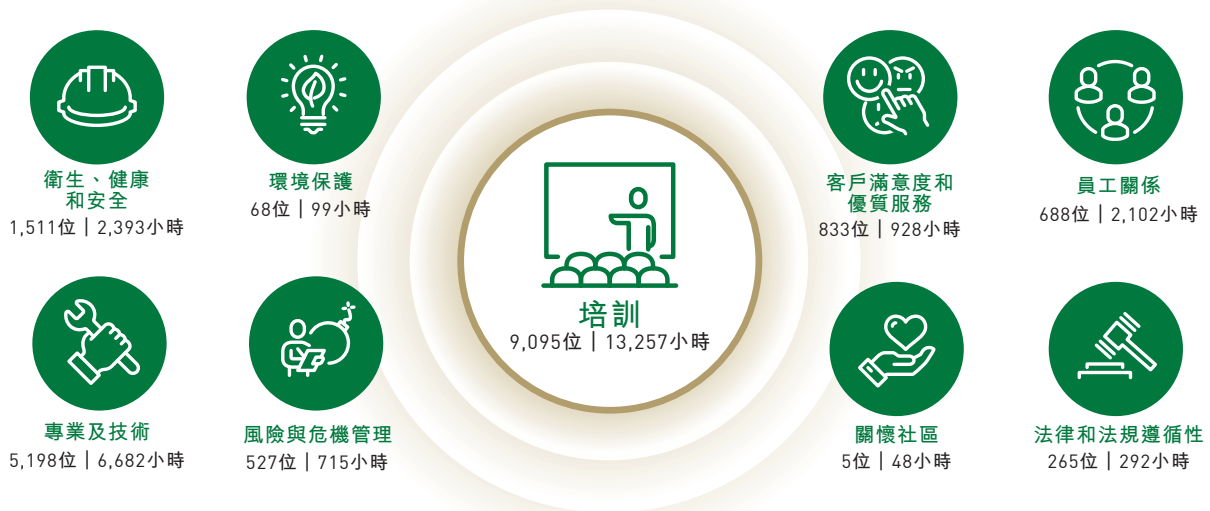 衛生、健康
和安全
1,511位 | 2,393小時
環境保護
68位 | 99小時
專業及技術
5,198位 | 6,682小時
風險與危機管理
527位 | 715小時
培訓
9,095位 | 13,257小時
客戶滿意度和
優質服務
833位 | 928小時
員工關係
688位 | 2,102小時
關懷社區
5位 | 48小時
法律和法規遵循性
265位 | 292小時